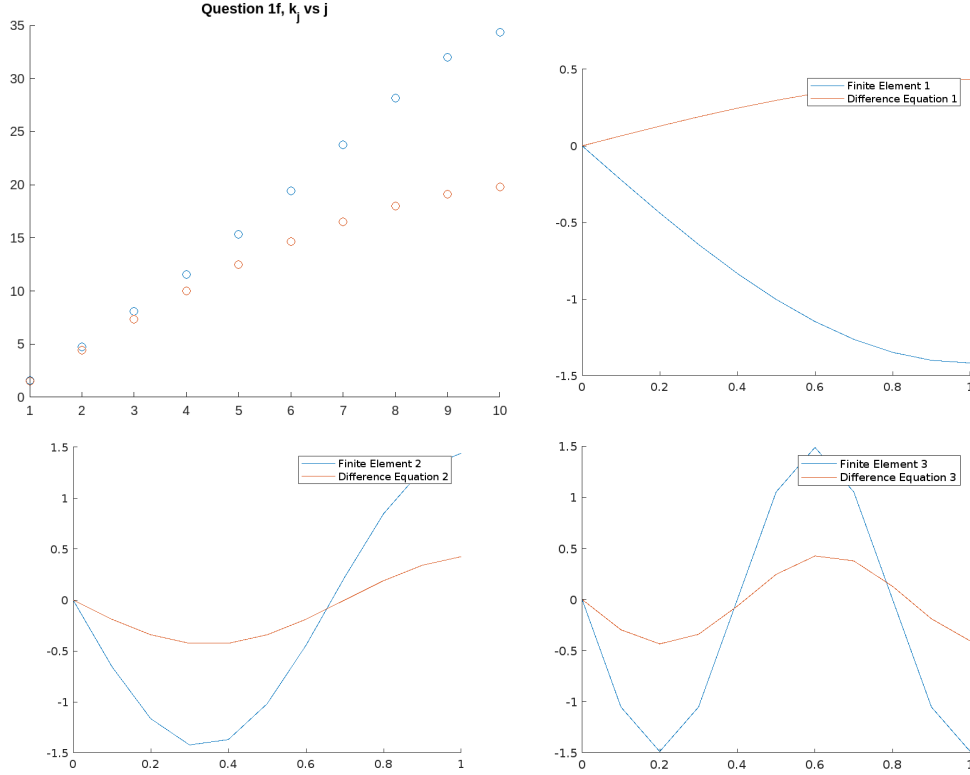 Question 1f, kj vs j
35
30
25
20
15
10
5
0
1 2 3 4 5 6 7 8 9 10
0.5
0
-0.5
-1
-1.5
0 0.2 0.4 0.6 0.8 1
Finite Element 1
Difference Equation 1
1.5
1
0.5
0
-0.5
-1
-1.5
0 0.2 0.4 0.6 0.8 1
Finite Element 2
Difference Equation 2
1.5
1
0.5
0
-0.5
-1
-1.5
0 0.2 0.4 0.6 0.8 1
Finite Element 3
Difference Equation 3